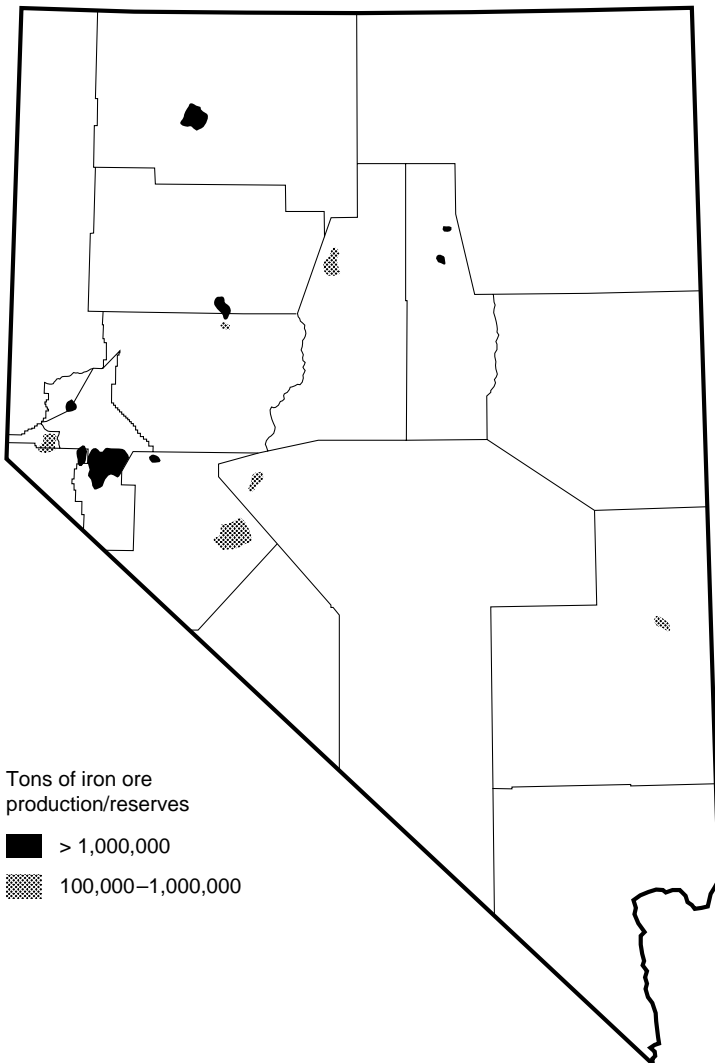 Tons of iron ore
production/reserves
> 1,000,000
100,000–1,000,000